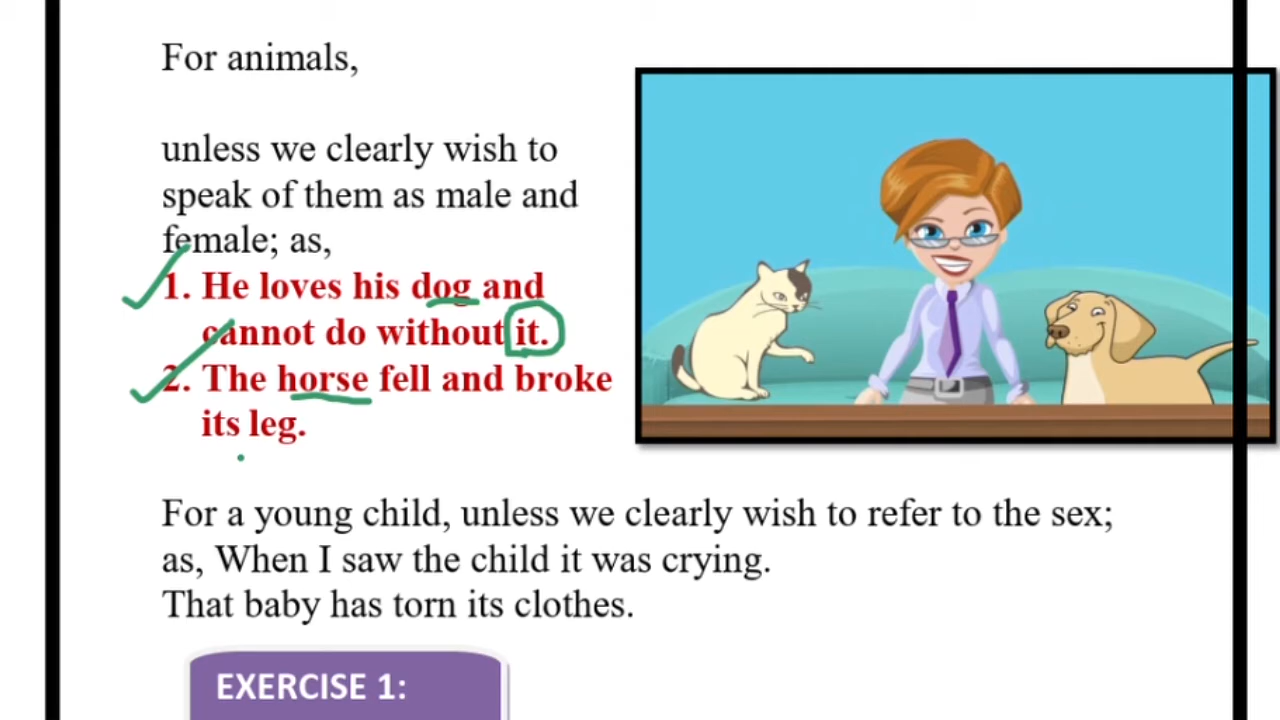 For animals,
unless we clearly wish to
speak of them as male and
female; as,
1. He loves his dog and
cannot do without it.
2. The horse fell and broke
its leg.
For a young child, unless we clearly wish to refer to the sex;
as, When I saw the child it was crying.
That baby has torn its clothes.
EXERCISE 1: